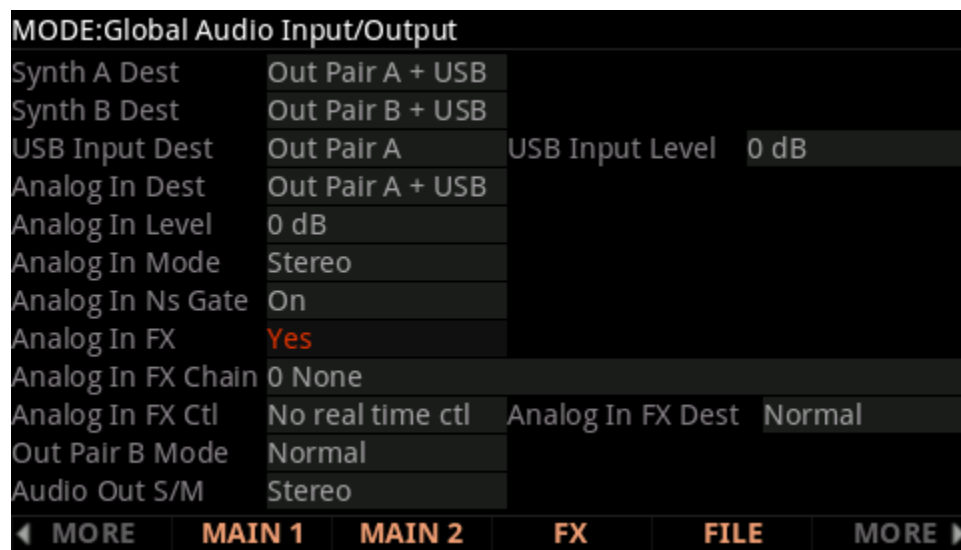 MODE:Global Audio Input/Output
Synth A Dest Out Pair A + USB
Synth B Dest Out Pair B + USB
USB Input Dest Out Pair A USB Input Level 0 dB
Analog In Dest Out Pair A + USB
Analog In Level 0 dB
Analog In Mode Stereo
Analog In Ns Gate On
Analog In FX Yes
Analog In FX Chain 0 None
Analog In FX Ctl No real time ctl Analog In FX Dest Normal
Out Pair B Mode Normal
Audio Out S/M Stereo
MORE MAIN 1 MAIN 2 FX FILE MORE